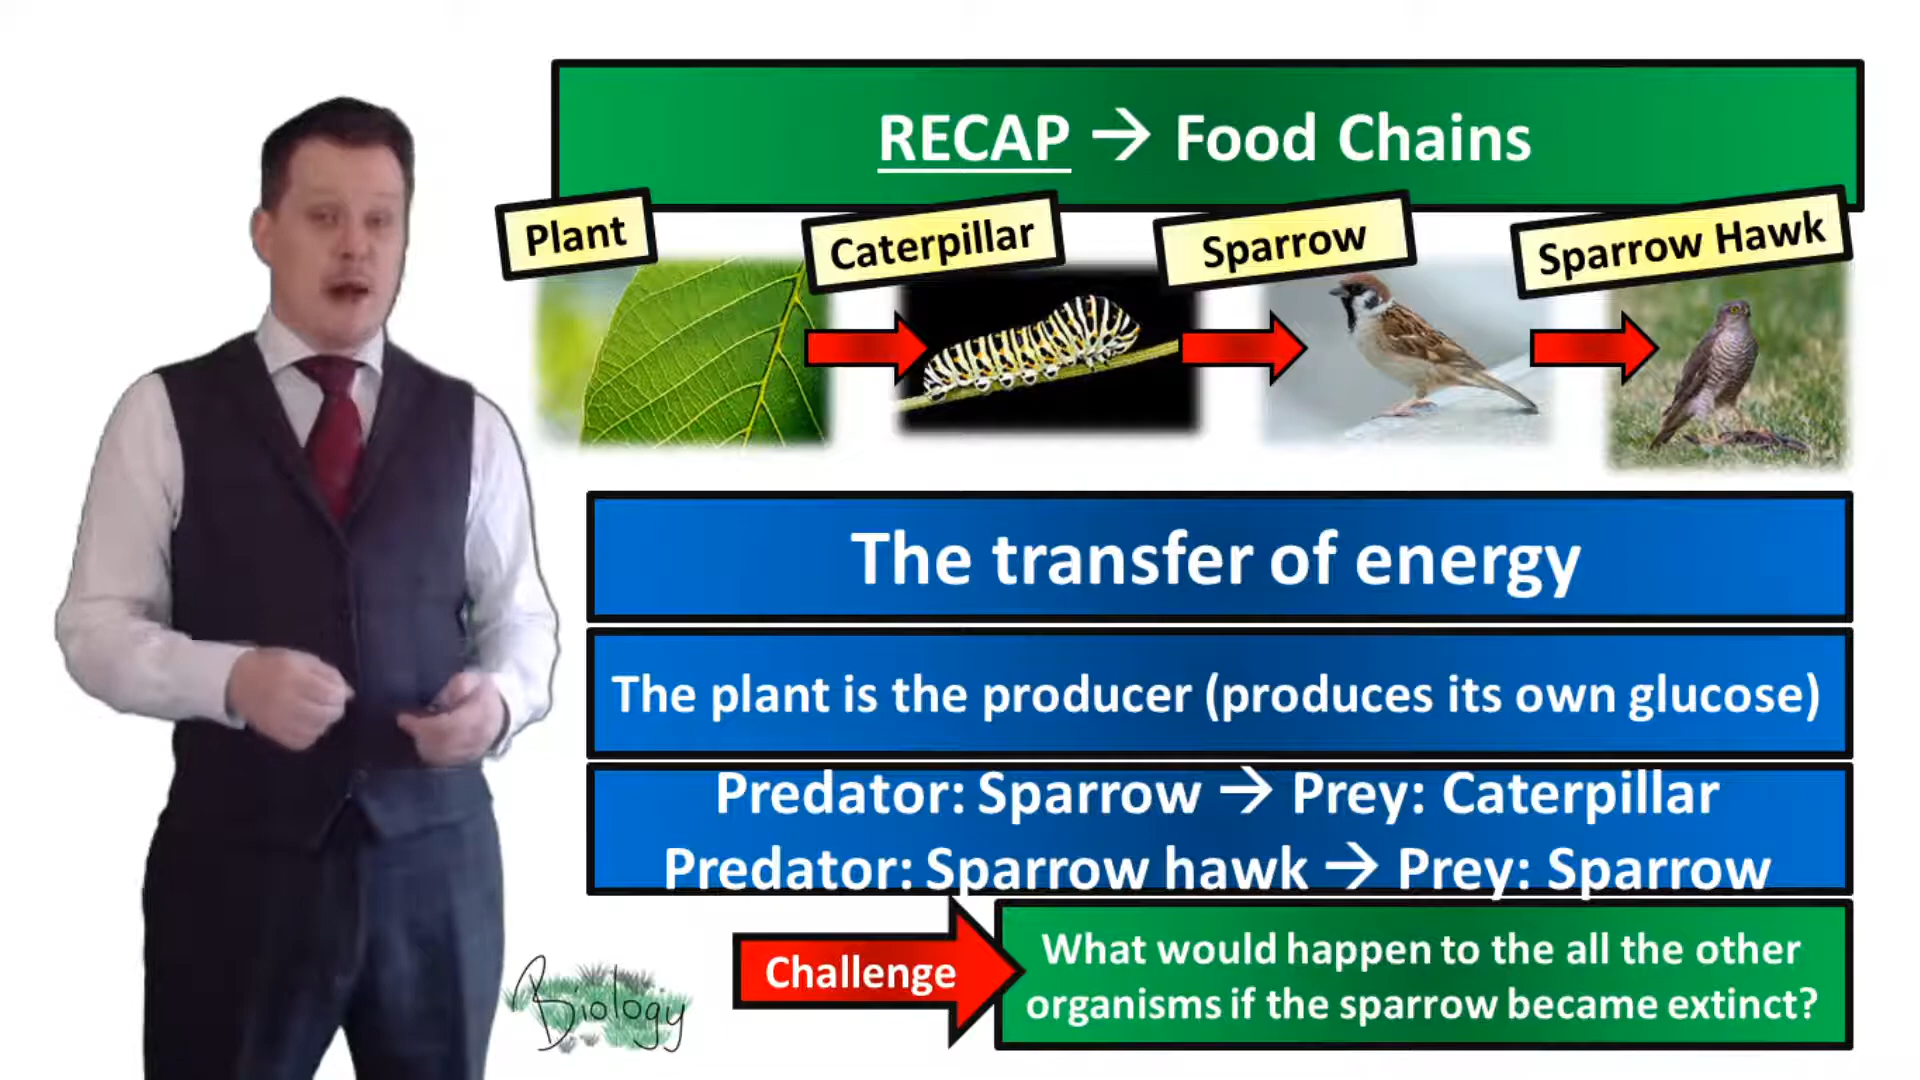 RECAP → Food Chains
Plant
Caterpillar
Sparrow
Sparrow Hawk
The transfer of energy
The plant is the producer (produces its own glucose)
Predator: Sparrow → Prey: Caterpillar
Predator: Sparrow hawk → Prey: Sparrow
Challenge
What would happen to the all the other
organisms if the sparrow became extinct?
Biology